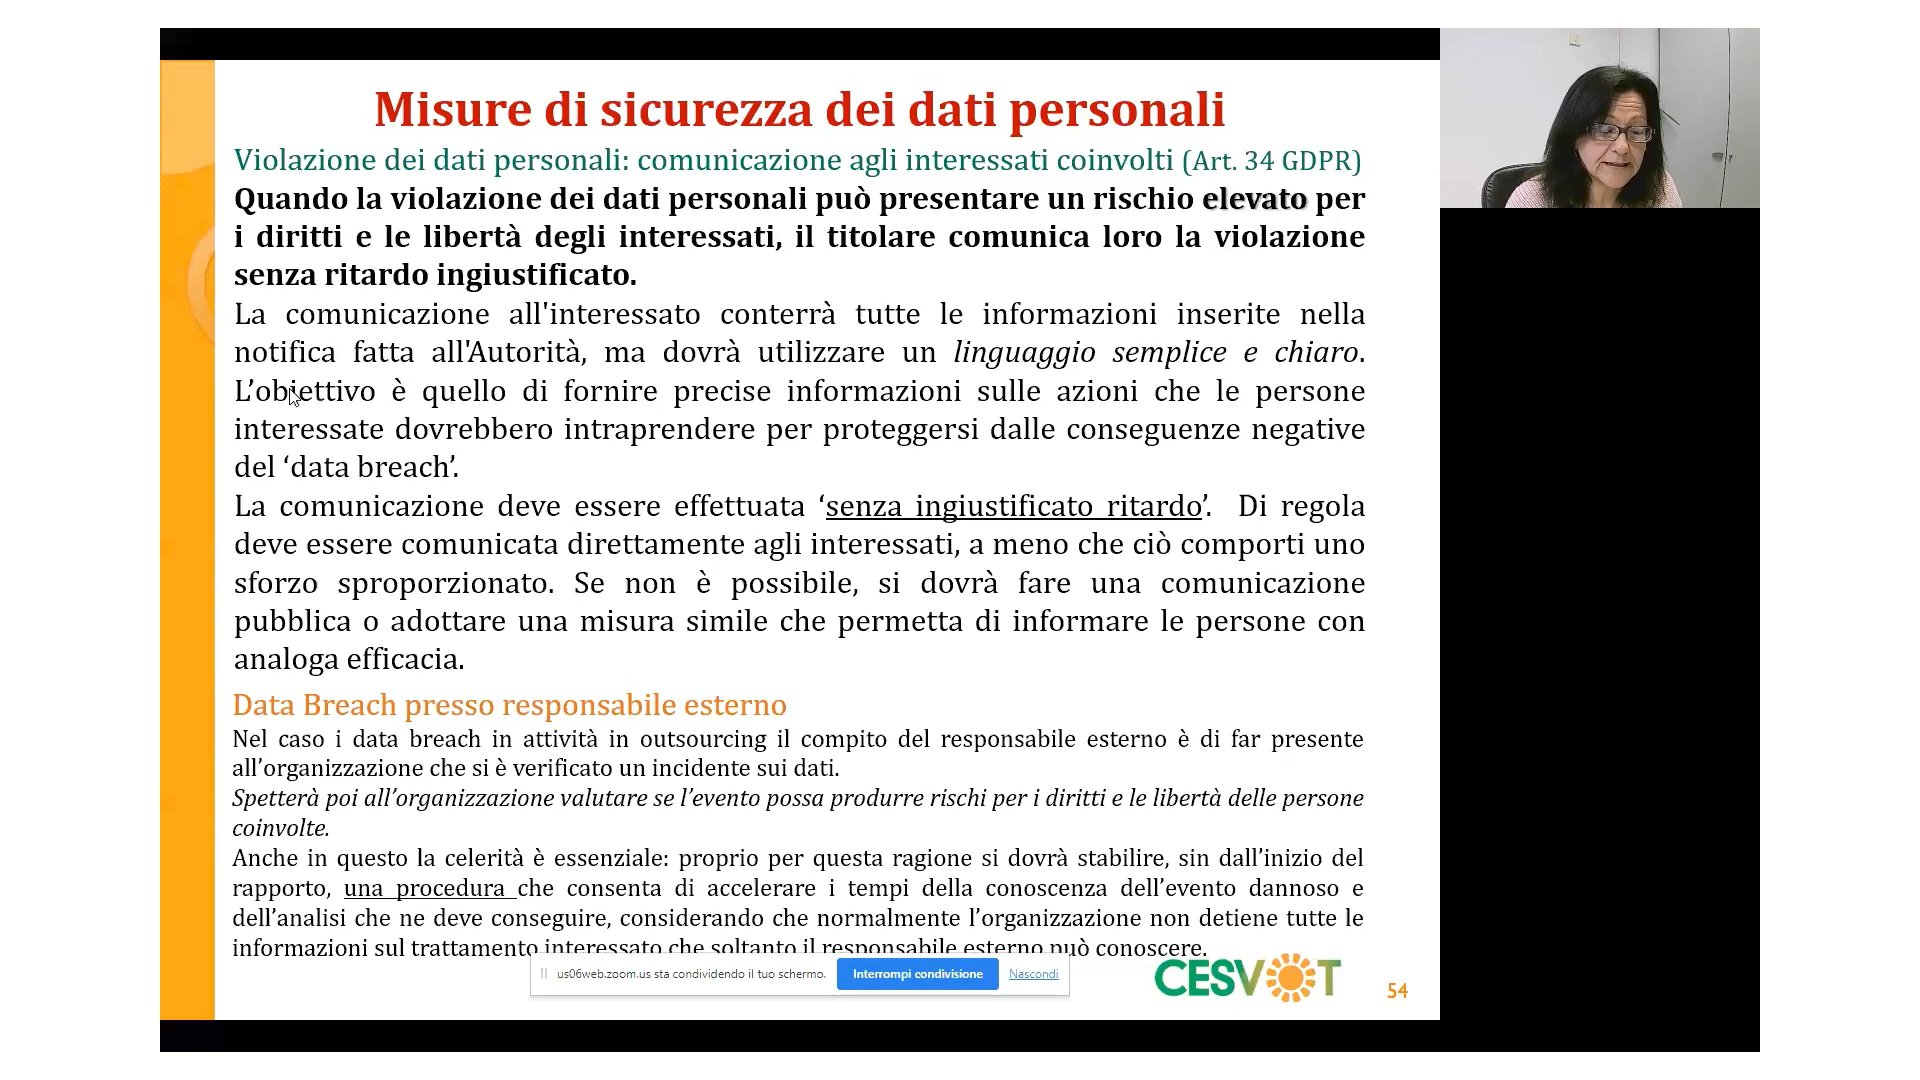 Misure di sicurezza dei dati personali
Violazione dei dati personali: comunicazione agli interessati coinvolti (Art. 34 GDPR)
Quando la violazione dei dati personali può presentare un rischio elevato per
i diritti e le libertà degli interessati, il titolare comunica loro la violazione
senza ritardo ingiustificato.
La comunicazione all'interessato conterrà tutte le informazioni inserite nella
notifica fatta all'Autorità, ma dovrà utilizzare un linguaggio semplice e chiaro.
L’obiettivo è quello di fornire precise informazioni sulle azioni che le persone
interessate dovrebbero intraprendere per proteggersi dalle conseguenze negative
del ‘data breach’.
La comunicazione deve essere effettuata ‘senza ingiustificato ritardo’. Di regola
deve essere comunicata direttamente agli interessati, a meno che ciò comporti uno
sforzo sproporzionato. Se non è possibile, si dovrà fare una comunicazione
pubblica o adottare una misura simile che permetta di informare le persone con
analoga efficacia.
Data Breach presso responsabile esterno
Nel caso i data breach in attività in outsourcing il compito del responsabile esterno è di far presente
all’organizzazione che si è verificato un incidente sui dati.
Spetterà poi all’organizzazione valutare se l’evento possa produrre rischi per i diritti e le libertà delle persone
coinvolte.
Anche in questo la celerità è essenziale: proprio per questa ragione si dovrà stabilire, sin dall’inizio del
rapporto, una procedura che consenta di accelerare i tempi della conoscenza dell’evento dannoso e
dell’analisi che ne deve conseguire, considerando che normalmente l’organizzazione non detiene tutte le
informazioni sul trattamento interessato che soltanto il responsabile esterno può conoscere.
us06web.zoom.us sta condividendo il tuo schermo. Interrompi condivisione Nascondi
CESVOT
54